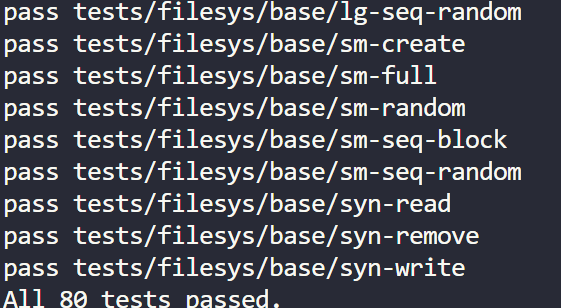 pass tests/filesys/base/lg-seq-random
pass tests/filesys/base/sm-create
pass tests/filesys/base/sm-full
pass tests/filesys/base/sm-random
pass tests/filesys/base/sm-seq-block
pass tests/filesys/base/sm-seq-random
pass tests/filesys/base/syn-read
pass tests/filesys/base/syn-remove
pass tests/filesys/base/syn-write
All 80 tests passed.